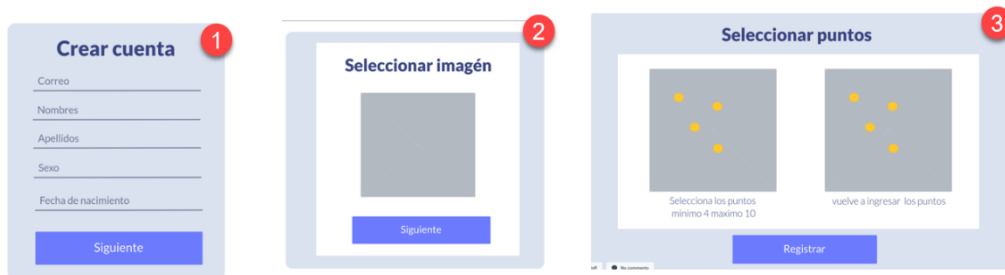 Crear cuenta
1
Correo
Nombres
Apellidos
Sexo
Fecha de nacimiento
Siguiente
2
Seleccionar imagén
Siguiente
3
Seleccionar puntos
Selecciona los puntos
minimo 4 maximo 10
vuelve a ingresar los puntos
Registrar
No comments